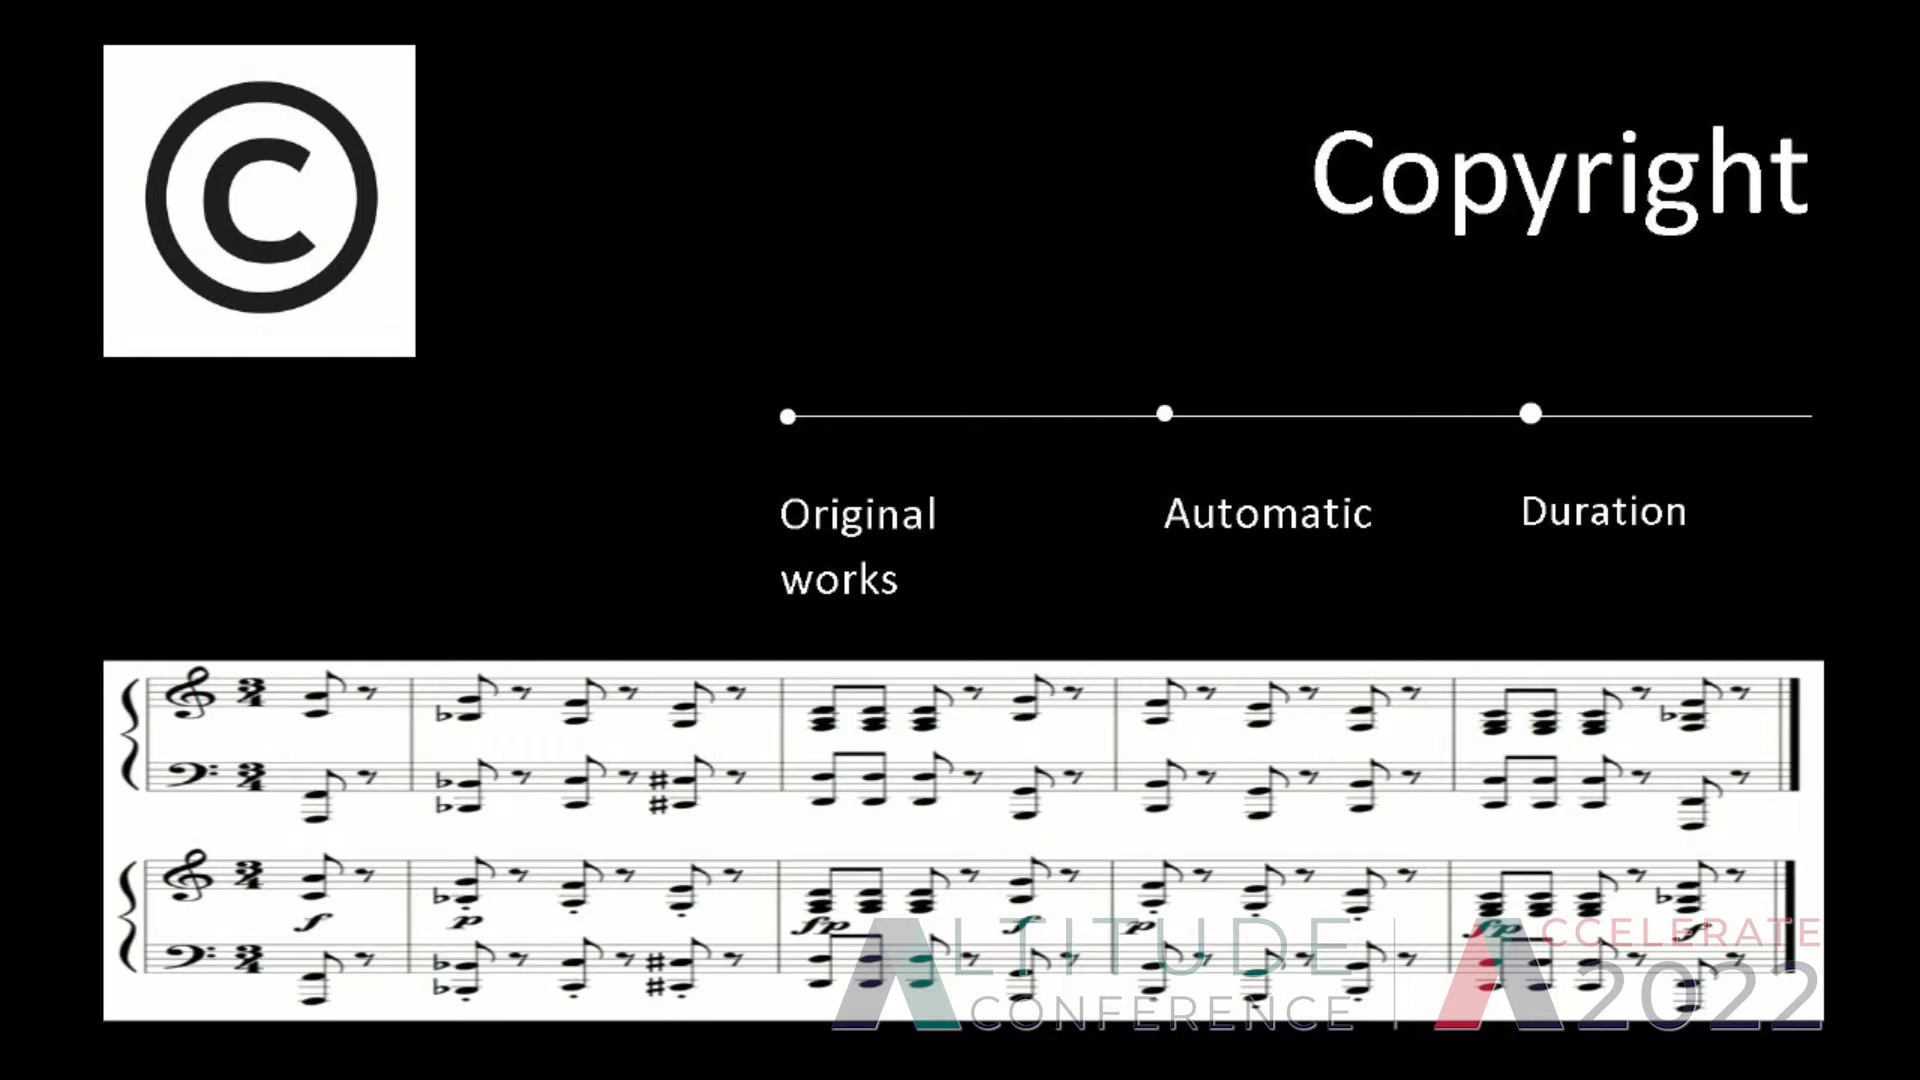 ©
Copyright
Original
works
Automatic
Duration
ALTITUDE
CONFERENCE
ACCELERATE
2022